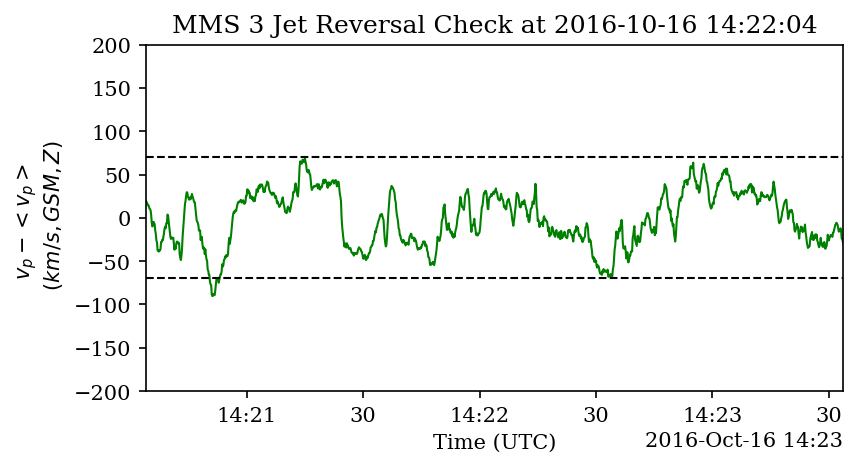 MMS 3 Jet Reversal Check at 2016-10-16 14:22:04
200
150
100
50
0
−50
−100
−150
−200
v_p − < v_p >
(km/s, GSM, Z)
14:21 30 14:22 30 14:23 30
Time (UTC) 2016-Oct-16 14:23